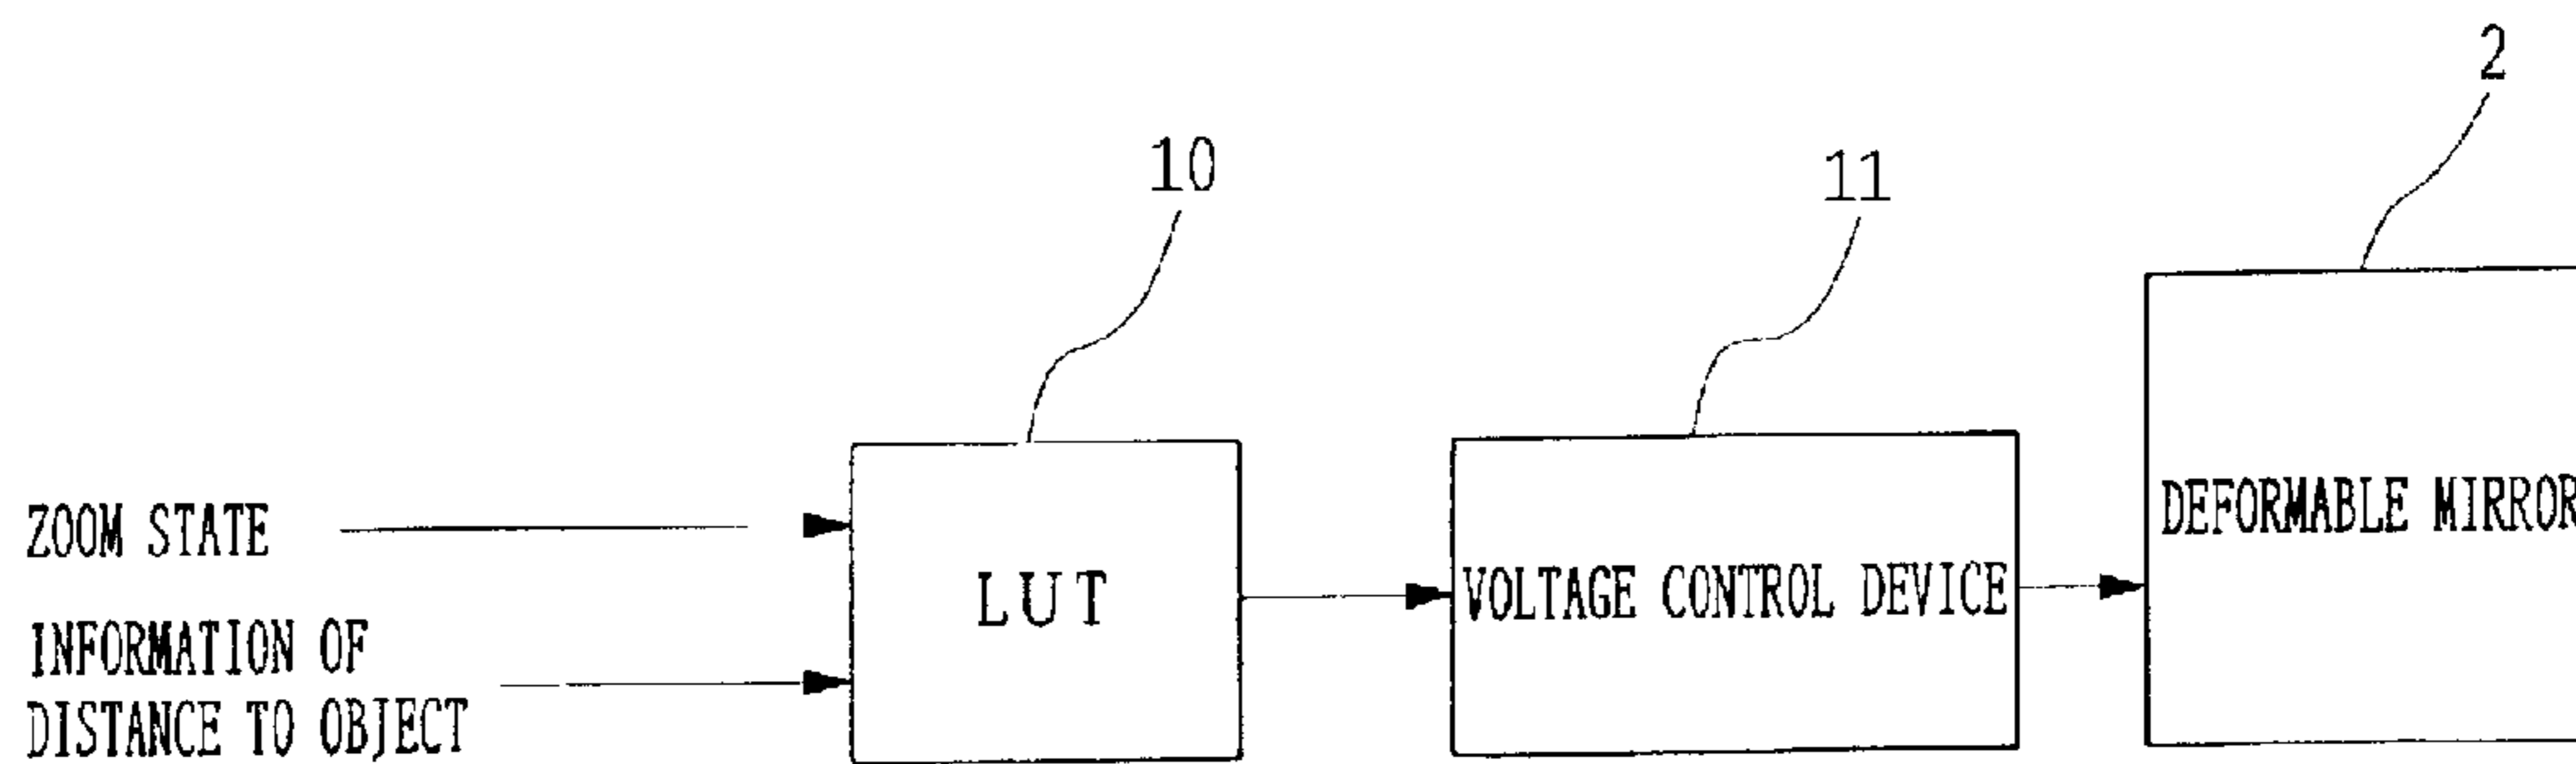 2
10
11
ZOOM STATE
INFORMATION OF
DISTANCE TO OBJECT
LUT
VOLTAGE CONTROL DEVICE
DEFORMABLE MIRROR